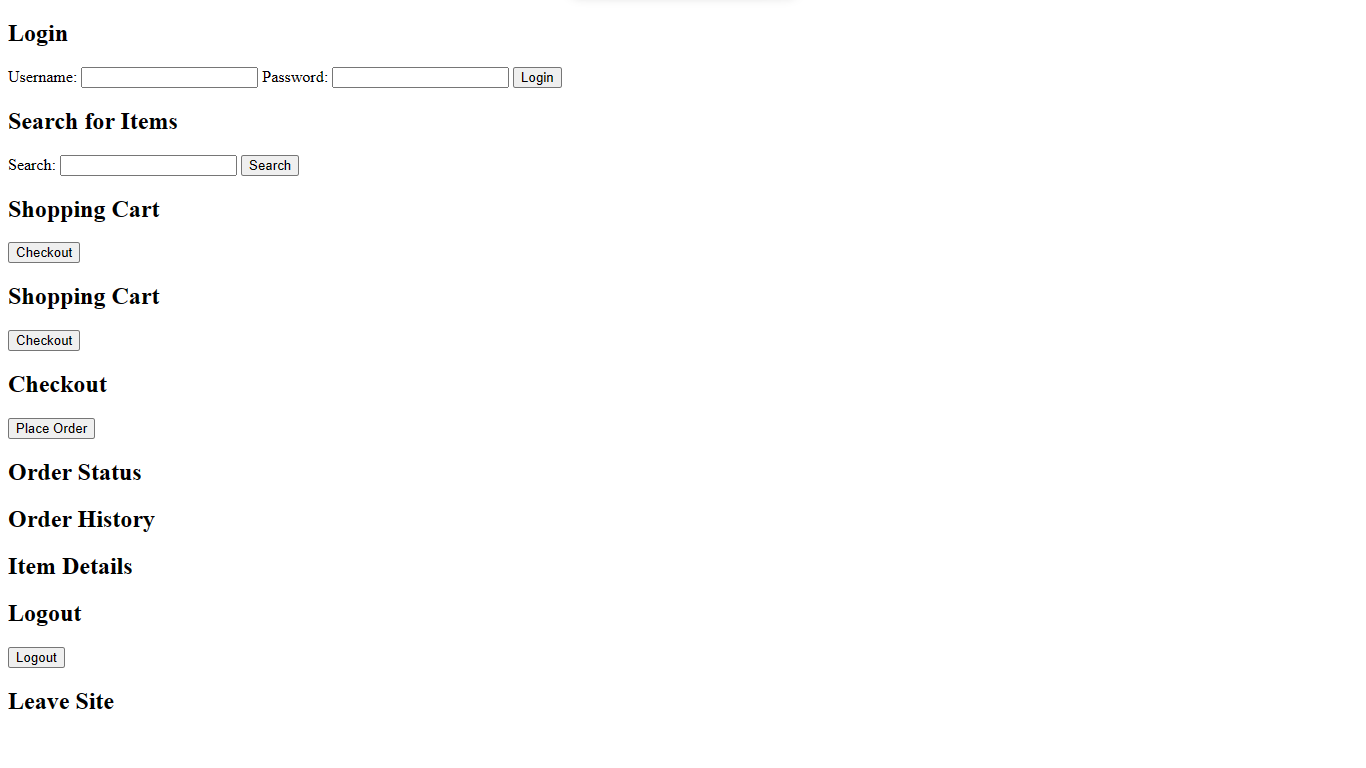 Login
Username: Password: Login
Search for Items
Search: Search
Shopping Cart
Checkout
Shopping Cart
Checkout
Checkout
Place Order
Order Status
Order History
Item Details
Logout
Logout
Leave Site